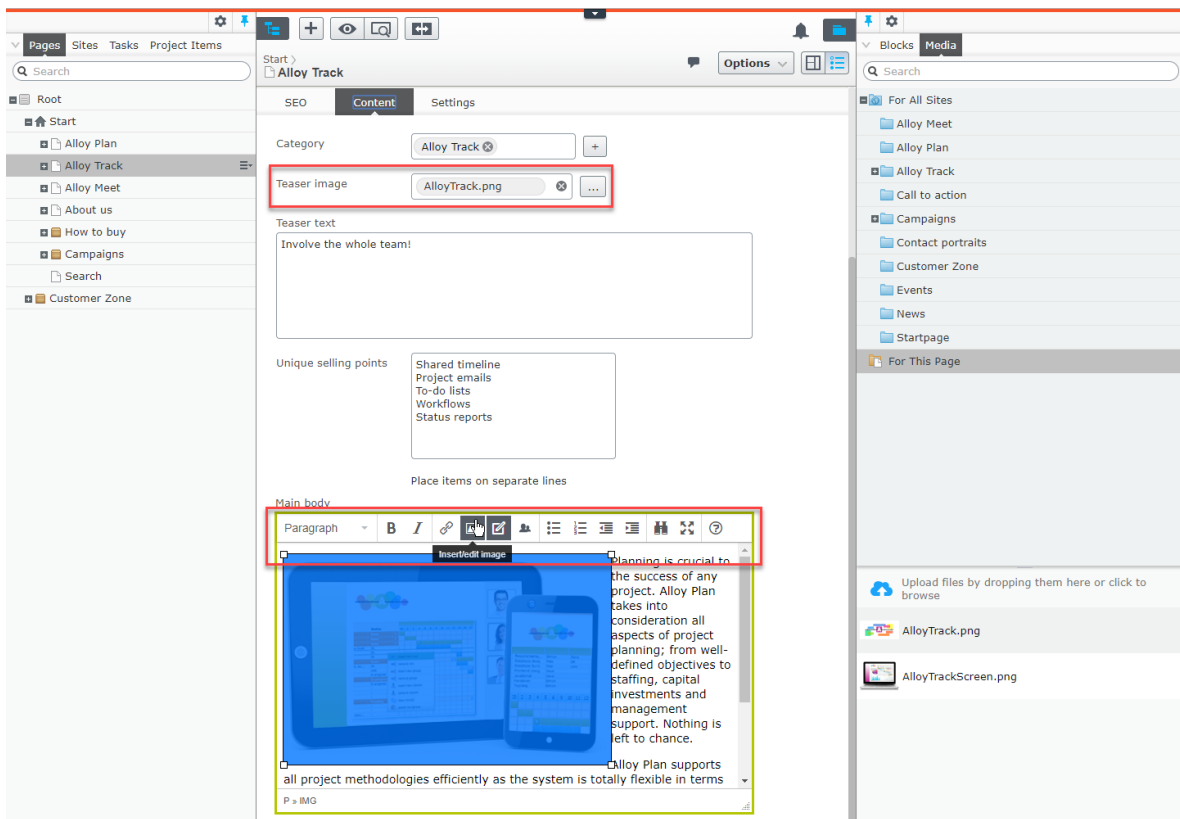 Pages Sites Tasks Project Items
Search
Root
Start
Alloy Plan
Alloy Track
Alloy Meet
About us
How to buy
Campaigns
Search
Customer Zone
Start
Alloy Track
Options
SEO Content Settings
Category Alloy Track
Teaser image AlloyTrack.png ...
Teaser text
Involve the whole team!
Unique selling points
Shared timeline
Project emails
To-do lists
Workflows
Status reports
Place items on separate lines
Main body
Paragraph B I
Insert/edit image
Planning is crucial to
the success of any
project. Alloy Plan
takes into
consideration all
aspects of project
planning; from well-
defined objectives to
staffing, capital
investments and
management
support. Nothing is
left to chance.
Alloy Plan supports
all project methodologies efficiently as the system is totally flexible in terms
P » IMG
Blocks Media
Search
For All Sites
Alloy Meet
Alloy Plan
Alloy Track
Call to action
Campaigns
Contact portraits
Customer Zone
Events
News
Startpage
For This Page
Upload files by dropping them here or click to
browse
AlloyTrack.png
AlloyTrackScreen.png